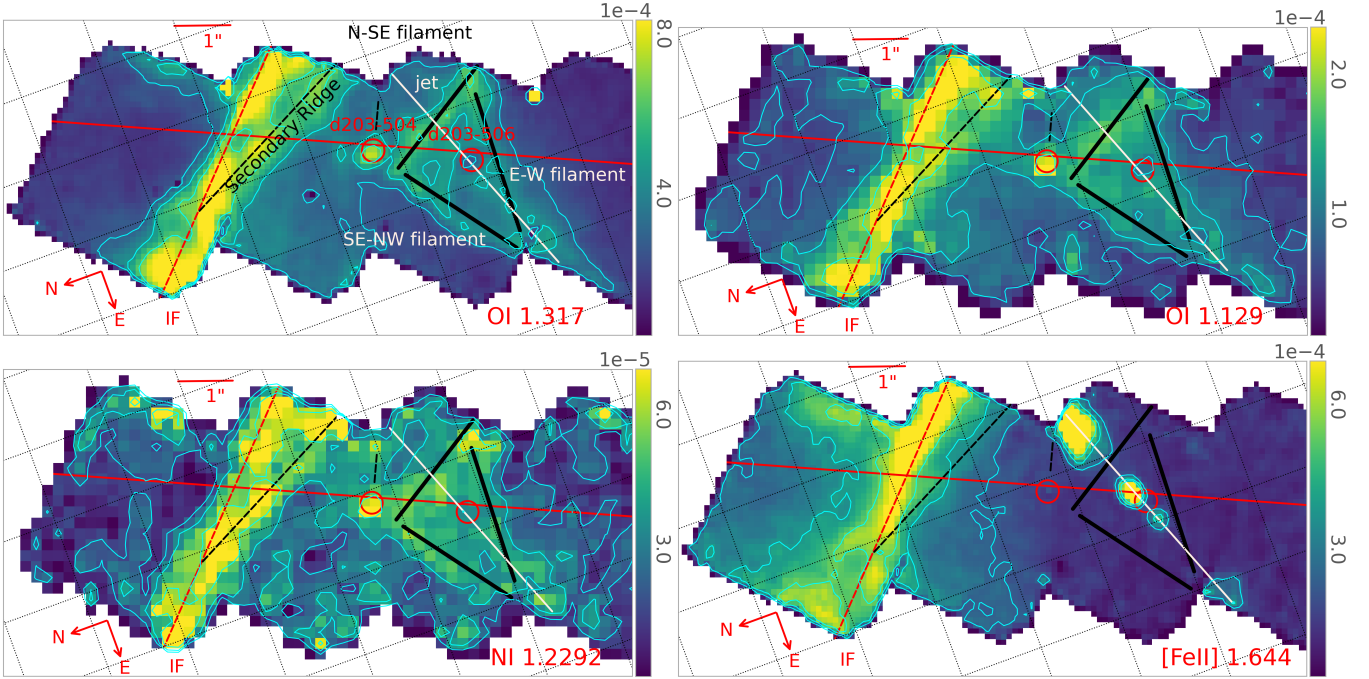 1e−4
N-SE filament
1"
jet
8.0
Secondary Ridge
d203-504
d203-506
E-W filament
4.0
SE-NW filament
N
E
IF
OI 1.317
1e−4
1"
2.0
1.0
N
E
IF
OI 1.129
1e−5
1"
6.0
3.0
N
E
IF
NI 1.2292
1e−4
1"
6.0
3.0
N
E
IF
[FeII] 1.644